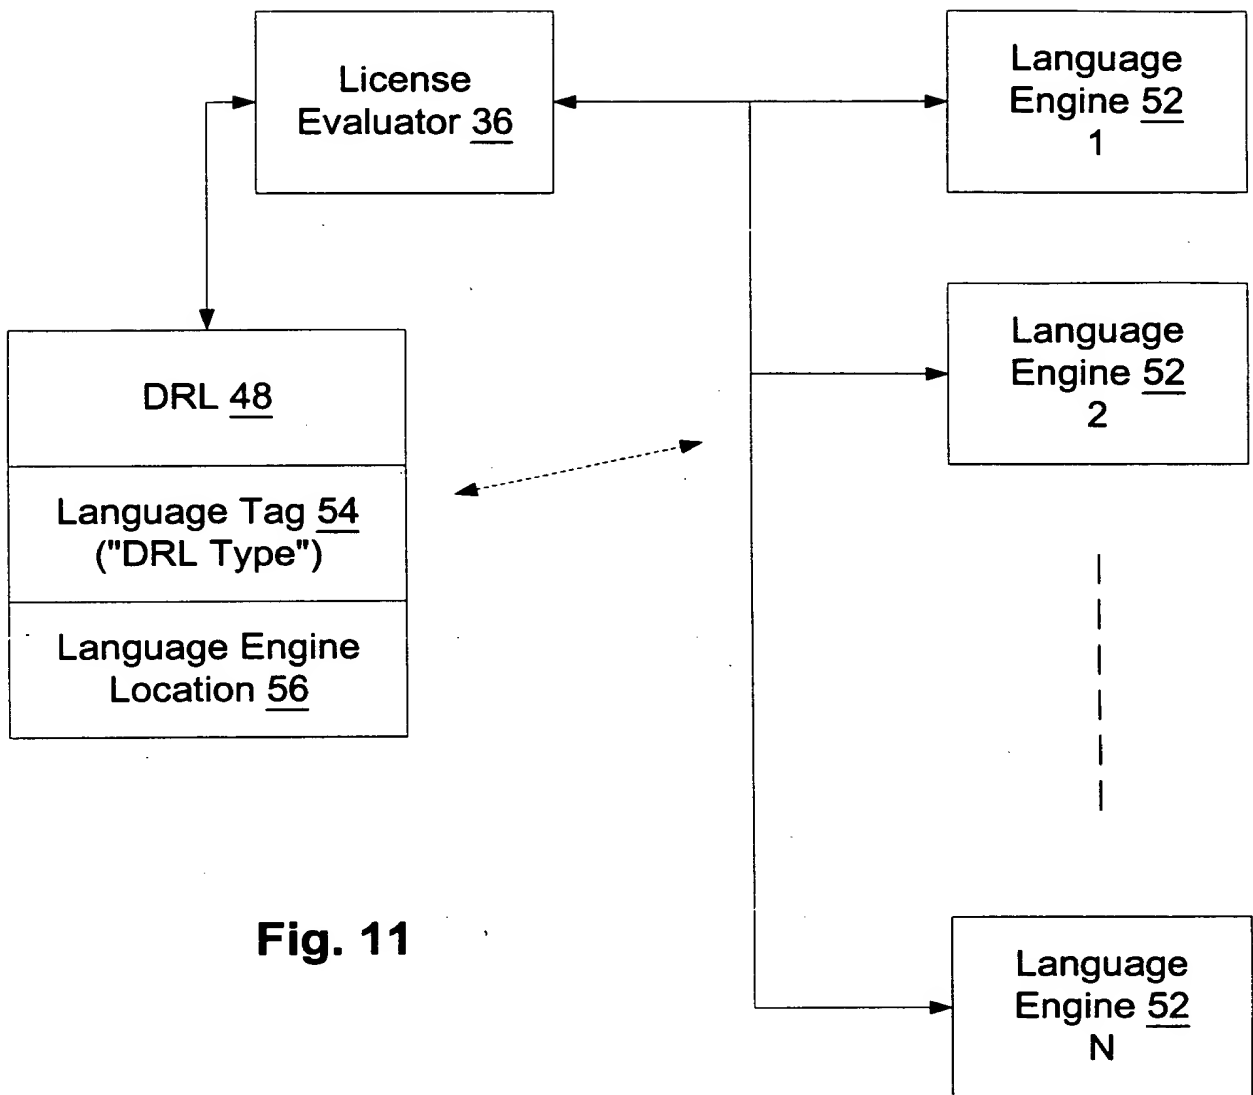 License
Evaluator 36
Language
Engine 52
1
Language
Engine 52
2
DRL 48
Language Tag 54
("DRL Type")
Language Engine
Location 56
Fig. 11
Language
Engine 52
N